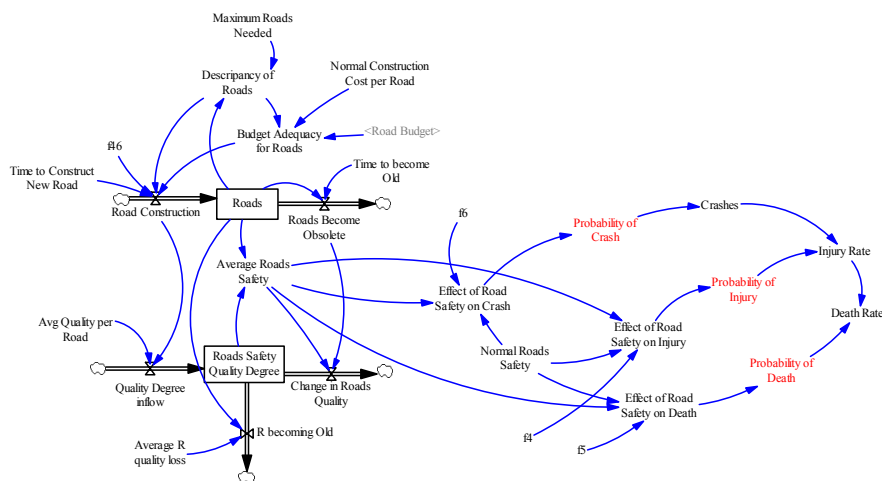 Maximum Roads
Needed
Descripancy of
Roads
Normal Construction
Cost per Road
Budget Adequacy
for Roads
<Road Budget>
f46
Time to Construct
New Road
Time to become
Old
Road Construction
Roads
Roads Become
Obsolete
f6
Probability of
Crash
Crashes
Average Roads
Safety
Effect of Road
Safety on Crash
Probability of
Injury
Injury Rate
Death Rate
Avg Quality per
Road
Effect of Road
Safety on Injury
Normal Roads
Safety
Roads Safety
Quality Degree
Quality Degree
inflow
Change in Roads
Quality
Probability of
Death
Effect of Road
Safety on Death
R becoming Old
Average R
quality loss
f4
f5